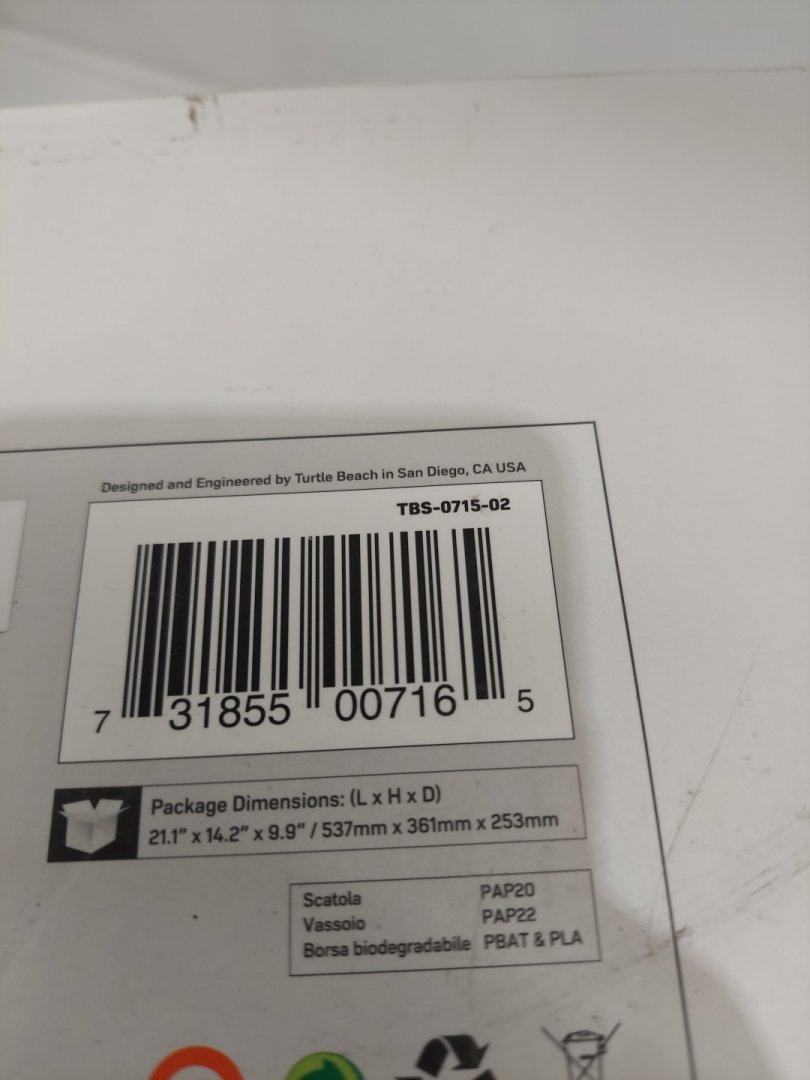 Designed and Engineered by Turtle Beach in San Diego, CA USA
TBS-0715-02
7 31855 00716 5
Package Dimensions: (L x H x D)
21.1" x 14.2" x 9.9" / 537mm x 361mm x 253mm
Scatola PAP20
Vassoio PAP22
Borsa biodegradabile PBAT & PLA